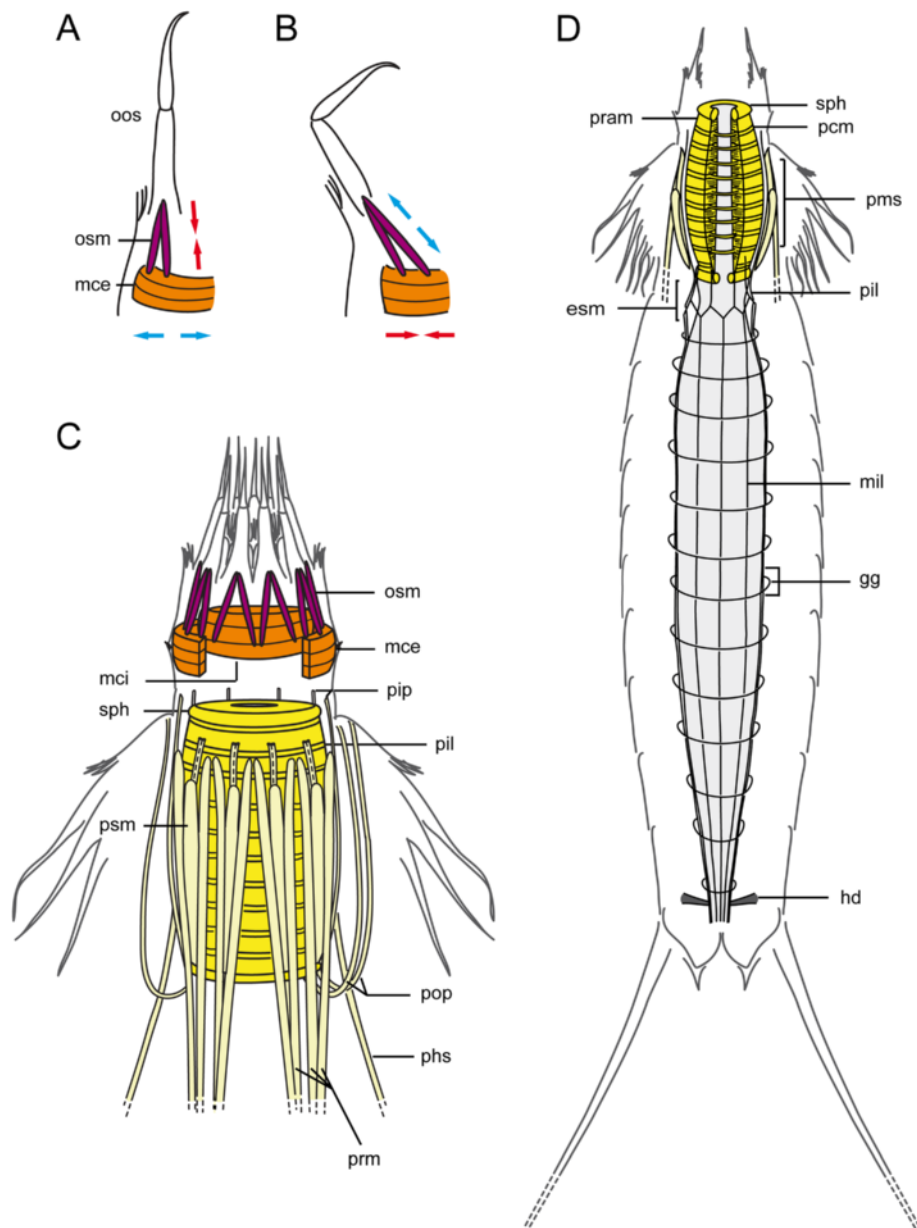 A
oos
osm
mce
B
C
osm
mce
mci
pip
sph
pil
psm
pop
phs
prm
D
sph
pram
pcm
pms
pil
esm
mil
gg
hd